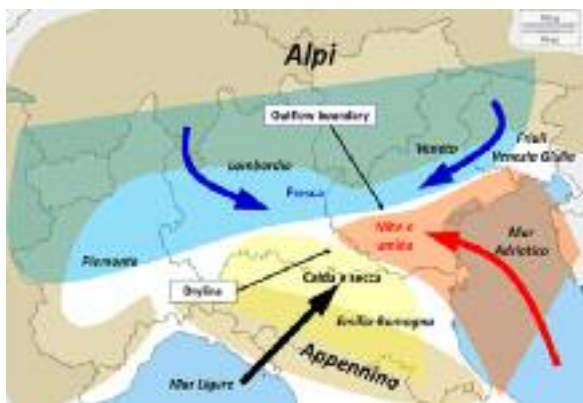 Alpi
Outflow boundary
Friuli
Venezia Giulia
Veneto
Lombardia
Fresca
Mite e
umida
Mar
Adriatico
Piemonte
Calda e secca
Dryline
Emilia-Romagna
Appennino
Mar Ligure